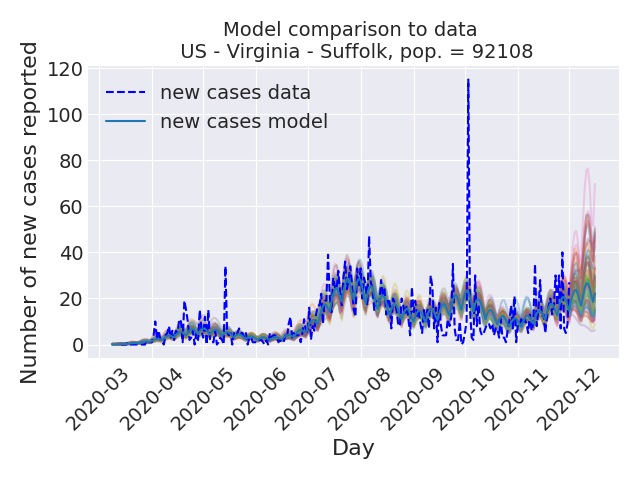 Model comparison to data
US - Virginia - Suffolk, pop. = 92108
Number of new cases reported
120
100
80
60
40
20
0
new cases data
new cases model
2020-03
2020-04
2020-05
2020-06
2020-07
2020-08
2020-09
2020-10
2020-11
2020-12
Day